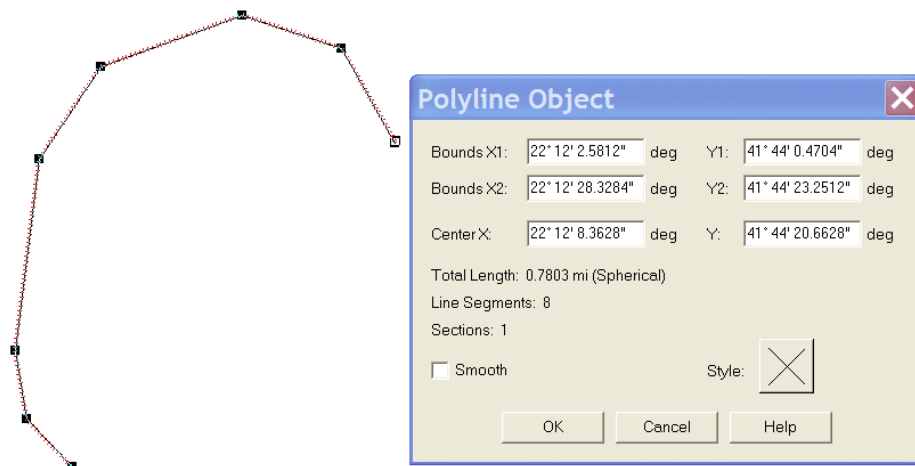 Polyline Object
Bounds X1: 22° 12' 2.5812" deg Y1: 41° 44' 0.4704" deg
Bounds X2: 22° 12' 28.3284" deg Y2: 41° 44' 23.2512" deg
Center X: 22° 12' 8.3628" deg Y: 41° 44' 20.6628" deg
Total Length: 0.7803 mi (Spherical)
Line Segments: 8
Sections: 1
Smooth Style:
OK Cancel Help